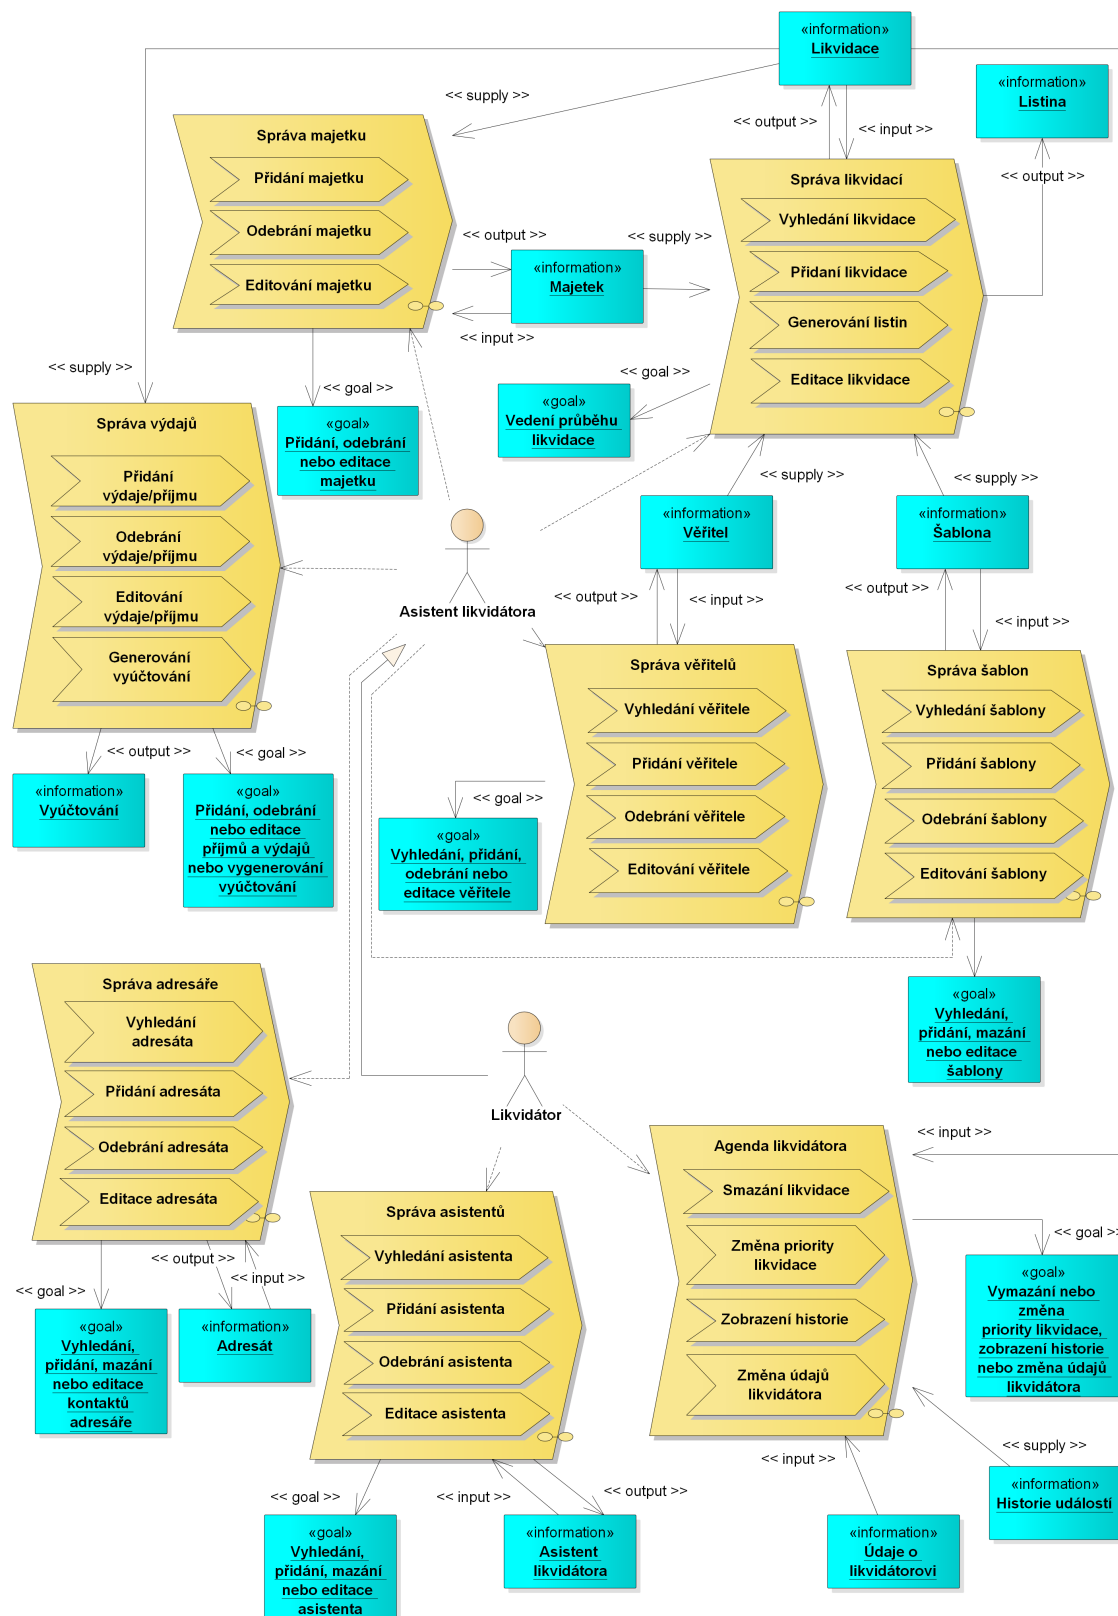 «information»
Likvidace
«information»
Listina
<< supply >>
<< output >>
<< input >>
<< output >>
Správa majetku
Přidání majetku
Odebrání majetku
Editování majetku
Správa likvidací
Vyhledání likvidace
Přidaní likvidace
Generování listin
Editace likvidace
<< output >>
<< supply >>
«information»
Majetek
<< input >>
<< supply >>
<< goal >>
<< goal >>
«goal»
Přidání, odebrání
nebo editace
majetku
«goal»
Vedení průběhu
likvidace
Správa výdajů
Přidání
výdaje/příjmu
Odebrání
výdaje/příjmu
Editování
výdaje/příjmu
Generování
vyúčtování
<< supply >>
<< supply >>
«information»
Věřitel
«information»
Šablona
Asistent likvidátora
<< output >>
<< input >>
<< output >>
<< input >>
Správa věřitelů
Vyhledání věřitele
Přidání věřitele
Odebrání věřitele
Editování věřitele
Správa šablon
Vyhledání šablony
Přidání šablony
Odebrání šablony
Editování šablony
<< output >>
<< goal >>
«information»
Vyúčtování
«goal»
Přidání, odebrání
nebo editace
příjmů a výdajů
nebo vygenerování
vyúčtování
<< goal >>
«goal»
Vyhledání, přidání,
odebrání nebo
editace věřitele
«goal»
Vyhledání,
přidání, mazání
nebo editace
šablony
Správa adresáře
Vyhledání
adresáta
Přidání adresáta
Odebrání adresáta
Editace adresáta
Likvidátor
<< output >>
<< input >>
<< goal >>
«goal»
Vyhledání,
přidání, mazání
nebo editace
kontaktů
adresáře
«information»
Adresát
Správa asistentů
Vyhledání asistenta
Přidání asistenta
Odebrání asistenta
Editace asistenta
Agenda likvidátora
Smazání likvidace
Změna priority
likvidace
Zobrazení historie
Změna údajů
likvidátora
<< input >>
<< goal >>
«goal»
Vymazání nebo
změna
priority likvidace,
zobrazení historie
nebo změna údajů
likvidátora
<< supply >>
<< input >>
«information»
Historie událostí
<< goal >>
<< input >>
<< output >>
«goal»
Vyhledání,
přidání, mazání
nebo editace
asistenta
«information»
Asistent
likvidátora
«information»
Údaje o
likvidátorovi